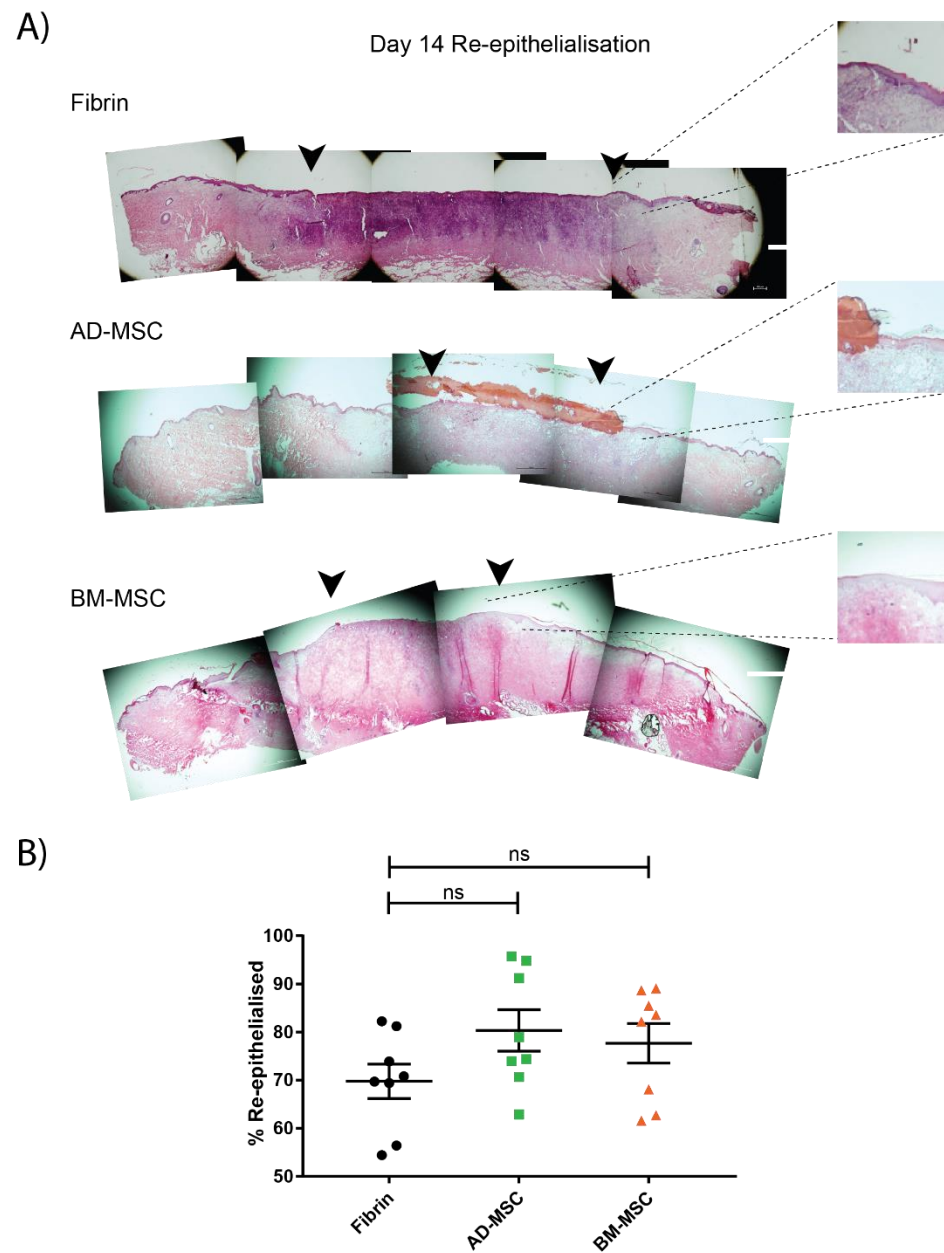 A)
Day 14 Re-epithelialisation
Fibrin
AD-MSC
BM-MSC
B)
ns
ns
% Re-epithelialised
100
90
80
70
60
50
Fibrin
AD-MSC
BM-MSC